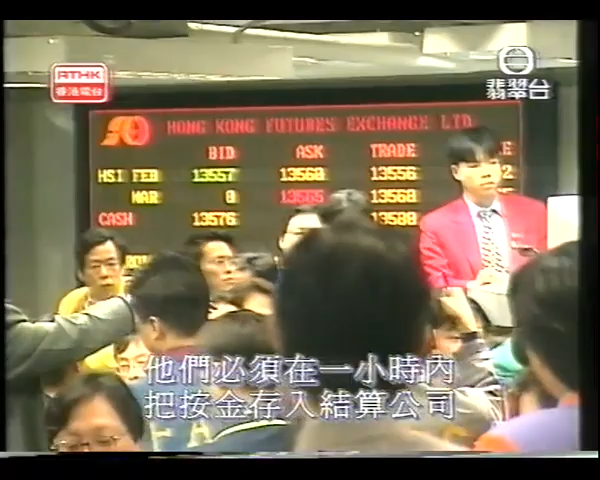 RTHK
香港電台
翡翠台
HONG KONG FUTURES EXCHANGE LTD
BID ASK TRADE
HSI FEB 13557 13560 13556
MAR 0 13565 13560
CASH 13576 13580
他們必須在一小時內
把按金存入結算公司